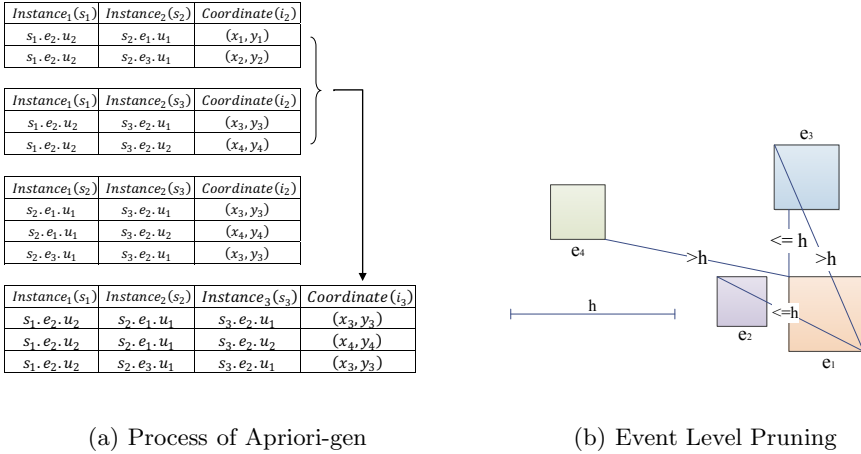 Instance₁(s₁) Instance₂(s₂) Coordinate(i₂)
s₁.e₂.u₂ s₂.e₁.u₁ (x₁,y₁)
s₁.e₂.u₂ s₂.e₃.u₁ (x₂,y₂)
Instance₁(s₁) Instance₂(s₃) Coordinate(i₂)
s₁.e₂.u₂ s₃.e₂.u₁ (x₃,y₃)
s₁.e₂.u₂ s₃.e₂.u₂ (x₄,y₄)
Instance₁(s₂) Instance₂(s₃) Coordinate(i₂)
s₂.e₁.u₁ s₃.e₂.u₁ (x₃,y₃)
s₂.e₁.u₁ s₃.e₂.u₂ (x₄,y₄)
s₂.e₃.u₁ s₃.e₂.u₁ (x₃,y₃)
Instance₁(s₁) Instance₂(s₂) Instance₃(s₃) Coordinate(i₃)
s₁.e₂.u₂ s₂.e₁.u₁ s₃.e₂.u₁ (x₃,y₃)
s₁.e₂.u₂ s₂.e₁.u₁ s₃.e₂.u₂ (x₄,y₄)
s₁.e₂.u₂ s₂.e₃.u₁ s₃.e₂.u₁ (x₃,y₃)
(a) Process of Apriori-gen
e₃
e₄
<= h
>h
>h
h
<=h
e₂
e₁
(b) Event Level Pruning